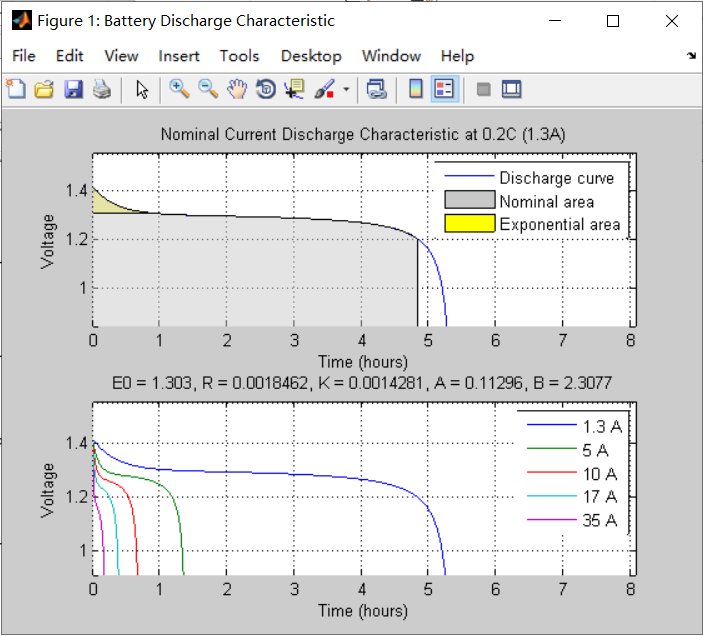 Figure 1: Battery Discharge Characteristic
File Edit View Insert Tools Desktop Window Help
Nominal Current Discharge Characteristic at 0.2C (1.3A)
Discharge curve
Nominal area
Exponential area
1.4
1.2
1
Voltage
0 1 2 3 4 5 6 7 8
Time (hours)
E0 = 1.303, R = 0.0018462, K = 0.0014281, A = 0.11296, B = 2.3077
1.3 A
5 A
10 A
17 A
35 A
1.4
1.2
1
Voltage
0 1 2 3 4 5 6 7 8
Time (hours)